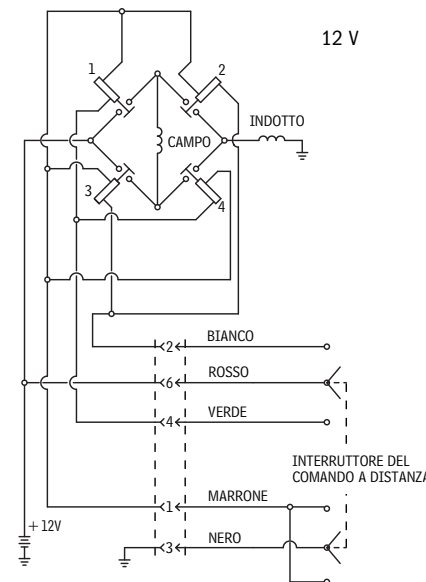 12 V
1
2
INDOTTO
CAMPO
3
4
2
BIANCO
6
ROSSO
4
VERDE
INTERRUTTORE DEL
COMANDO A DISTANZA
1
MARRONE
+12V
3
NERO